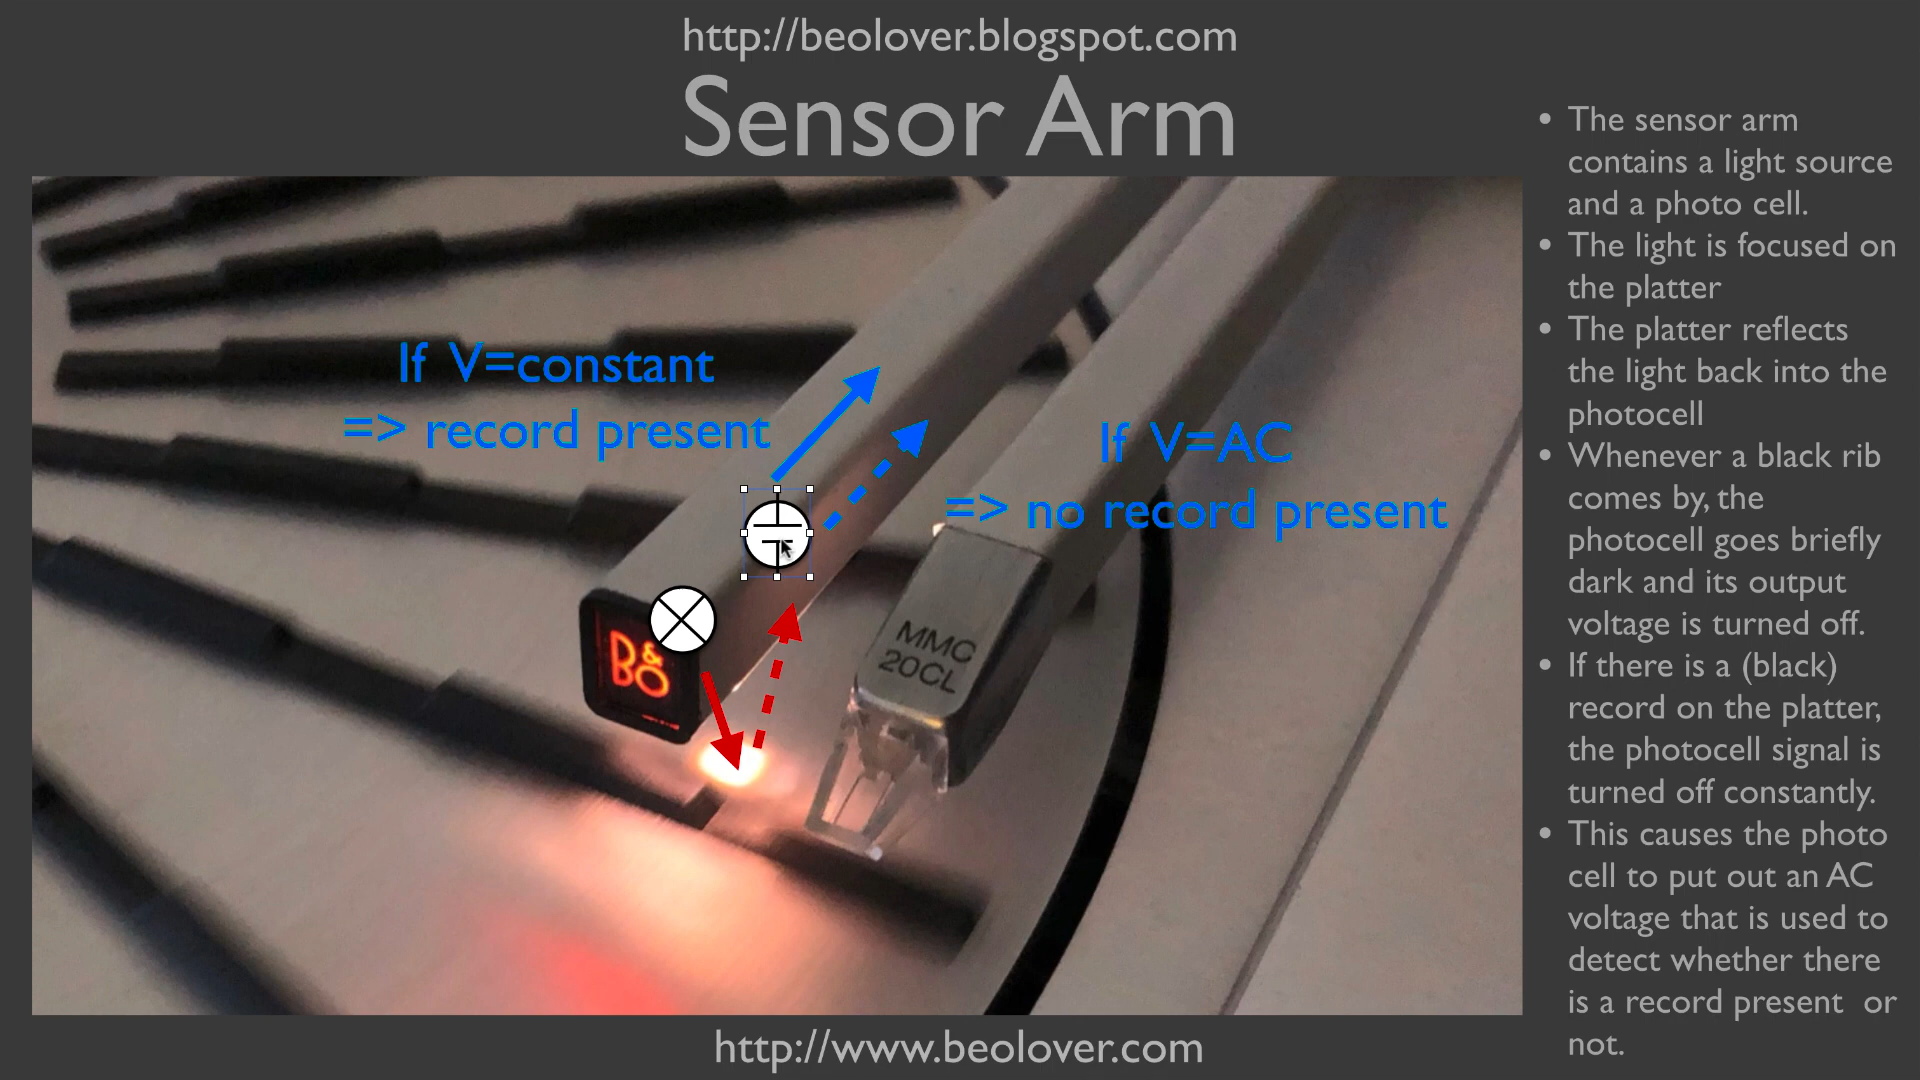 http://beolover.blogspot.com
Sensor Arm
If V=constant
=> record present
If V=AC
=> no record present
B&O
MMC
20CL
• The sensor arm
contains a light source
and a photo cell.
• The light is focused on
the platter
• The platter reflects
the light back into the
photocell
• Whenever a black rib
comes by, the
photocell goes briefly
dark and its output
voltage is turned off.
• If there is a (black)
record on the platter,
the photocell signal is
turned off constantly.
• This causes the photo
cell to put out an AC
voltage that is used to
detect whether there
is a record present or
not.
http://www.beolover.com